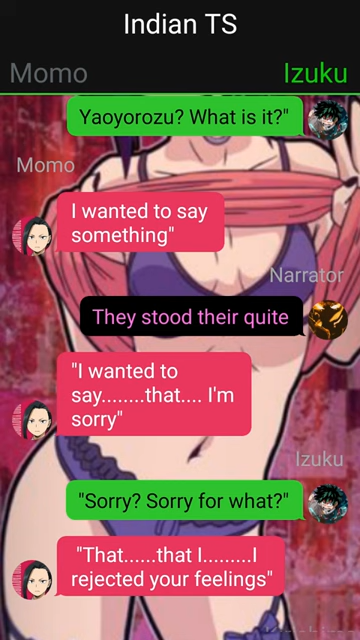 Indian TS
Momo
Izuku
Yaoyorozu? What is it?"
Momo
I wanted to say
something"
Narrator
They stood their quite
"I wanted to
say........that.... I'm
sorry"
Izuku
"Sorry? Sorry for what?"
"That......that I.........I
rejected your feelings"